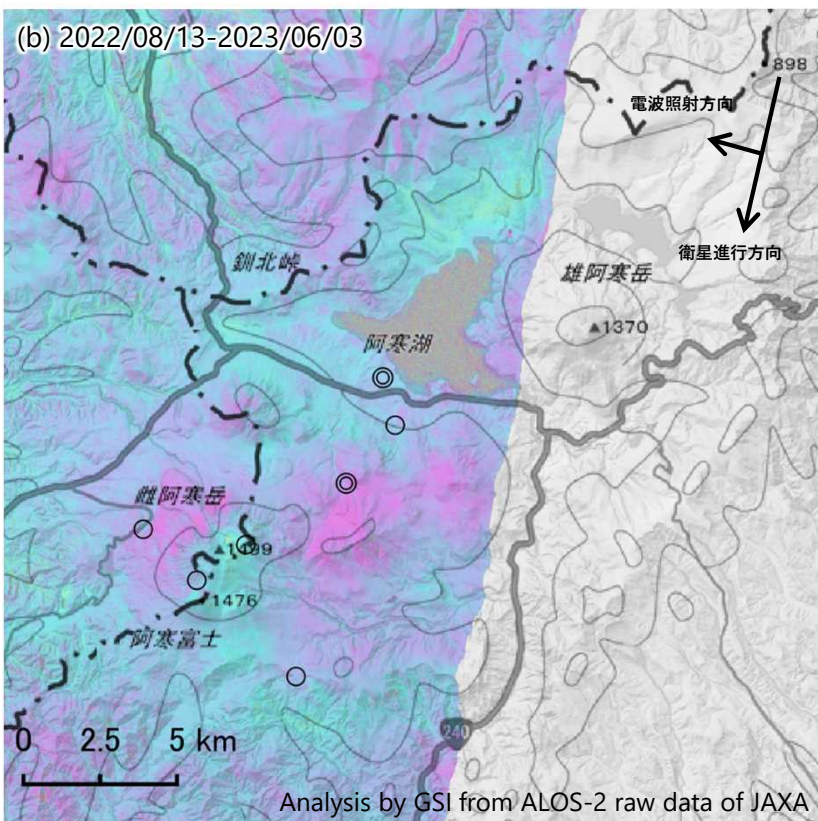 (b) 2022/08/13-2023/06/03
898
電波照射方向
衛星進行方向
釧北峠
雄阿寒岳
1370
阿寒湖
雌阿寒岳
1499
1476
阿寒富士
240
0 2.5 5 km
Analysis by GSI from ALOS-2 raw data of JAXA